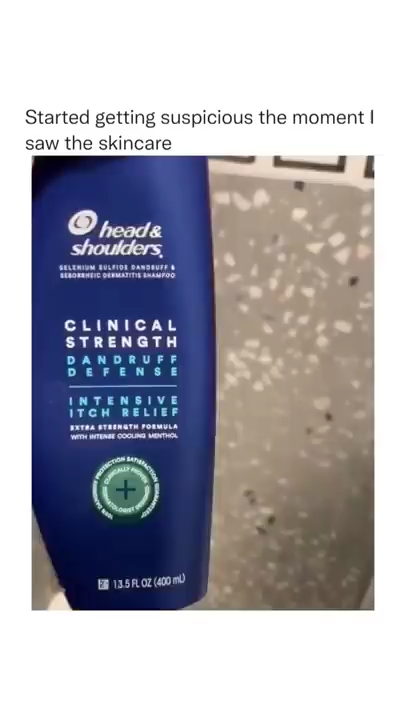 Started getting suspicious the moment I
saw the skincare
head&
shoulders
SELENIUM SULFIDE DANDRUFF &
SEBORRHEIC DERMATITIS SHAMPOO
CLINICAL
STRENGTH
DANDRUFF
DEFENSE
INTENSIVE
ITCH RELIEF
EXTRA STRENGTH FORMULA
WITH INTENSE COOLING MENTHOL
13.5 FL OZ (400 mL)